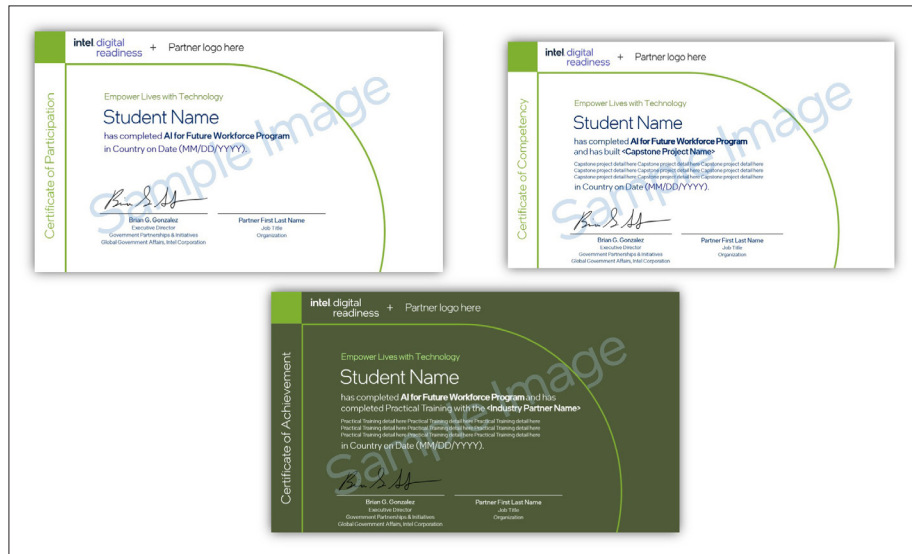 intel digital
readiness
+ Partner logo here
Certificate of Participation
Empower Lives with Technology
Student Name
has completed AI for Future Workforce Program
in Country on Date (MM/DD/YYYY).
Brian G. Gonzalez
Executive Director
Government Partnerships & Initiatives
Global Government Affairs, Intel Corporation
Partner First Last Name
Job Title
Organization
Sample Image
intel digital
readiness
+ Partner logo here
Certificate of Competency
Empower Lives with Technology
Student Name
has completed AI for Future Workforce Program
and has built <Capstone Project Name>
Capstone project detail here Capstone project detail here Capstone project detail here
Capstone project detail here Capstone project detail here Capstone project detail here
Capstone project detail here Capstone project detail here Capstone project detail here
in Country on Date (MM/DD/YYYY).
Brian G. Gonzalez
Executive Director
Government Partnerships & Initiatives
Global Government Affairs, Intel Corporation
Partner First Last Name
Job Title
Organization
Sample Image
intel digital
readiness
+ Partner logo here
Certificate of Achievement
Empower Lives with Technology
Student Name
has completed AI for Future Workforce Program and has
completed Practical Training with the <Industry Partner Name>
Practical Training detail here Practical Training detail here Practical Training detail here
Practical Training detail here Practical Training detail here Practical Training detail here
Practical Training detail here Practical Training detail here Practical Training detail here
in Country on Date (MM/DD/YYYY).
Brian G. Gonzalez
Executive Director
Government Partnerships & Initiatives
Global Government Affairs, Intel Corporation
Partner First Last Name
Job Title
Organization
Sample Image